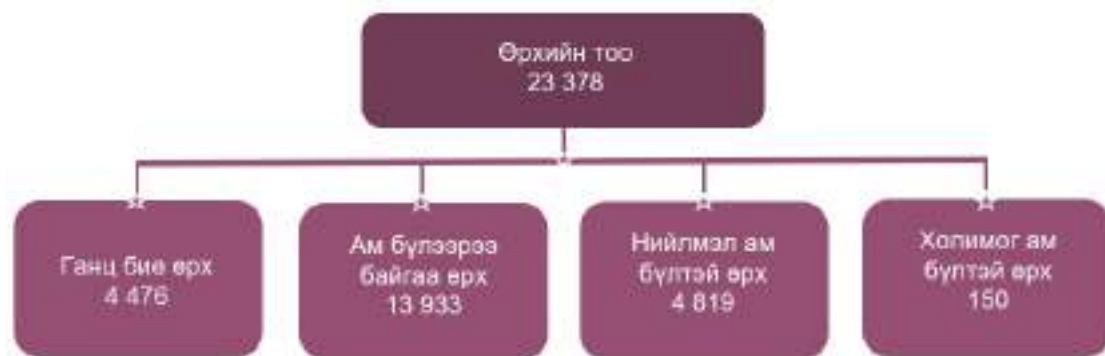 Өрхийн тоо
23 378
Ганц бие өрх
4 476
Ам бүлээрээ
байгаа өрх
13 933
Нийлмэл ам
бүлтэй өрх
4 819
Холимог ам
бүлтэй өрх
150